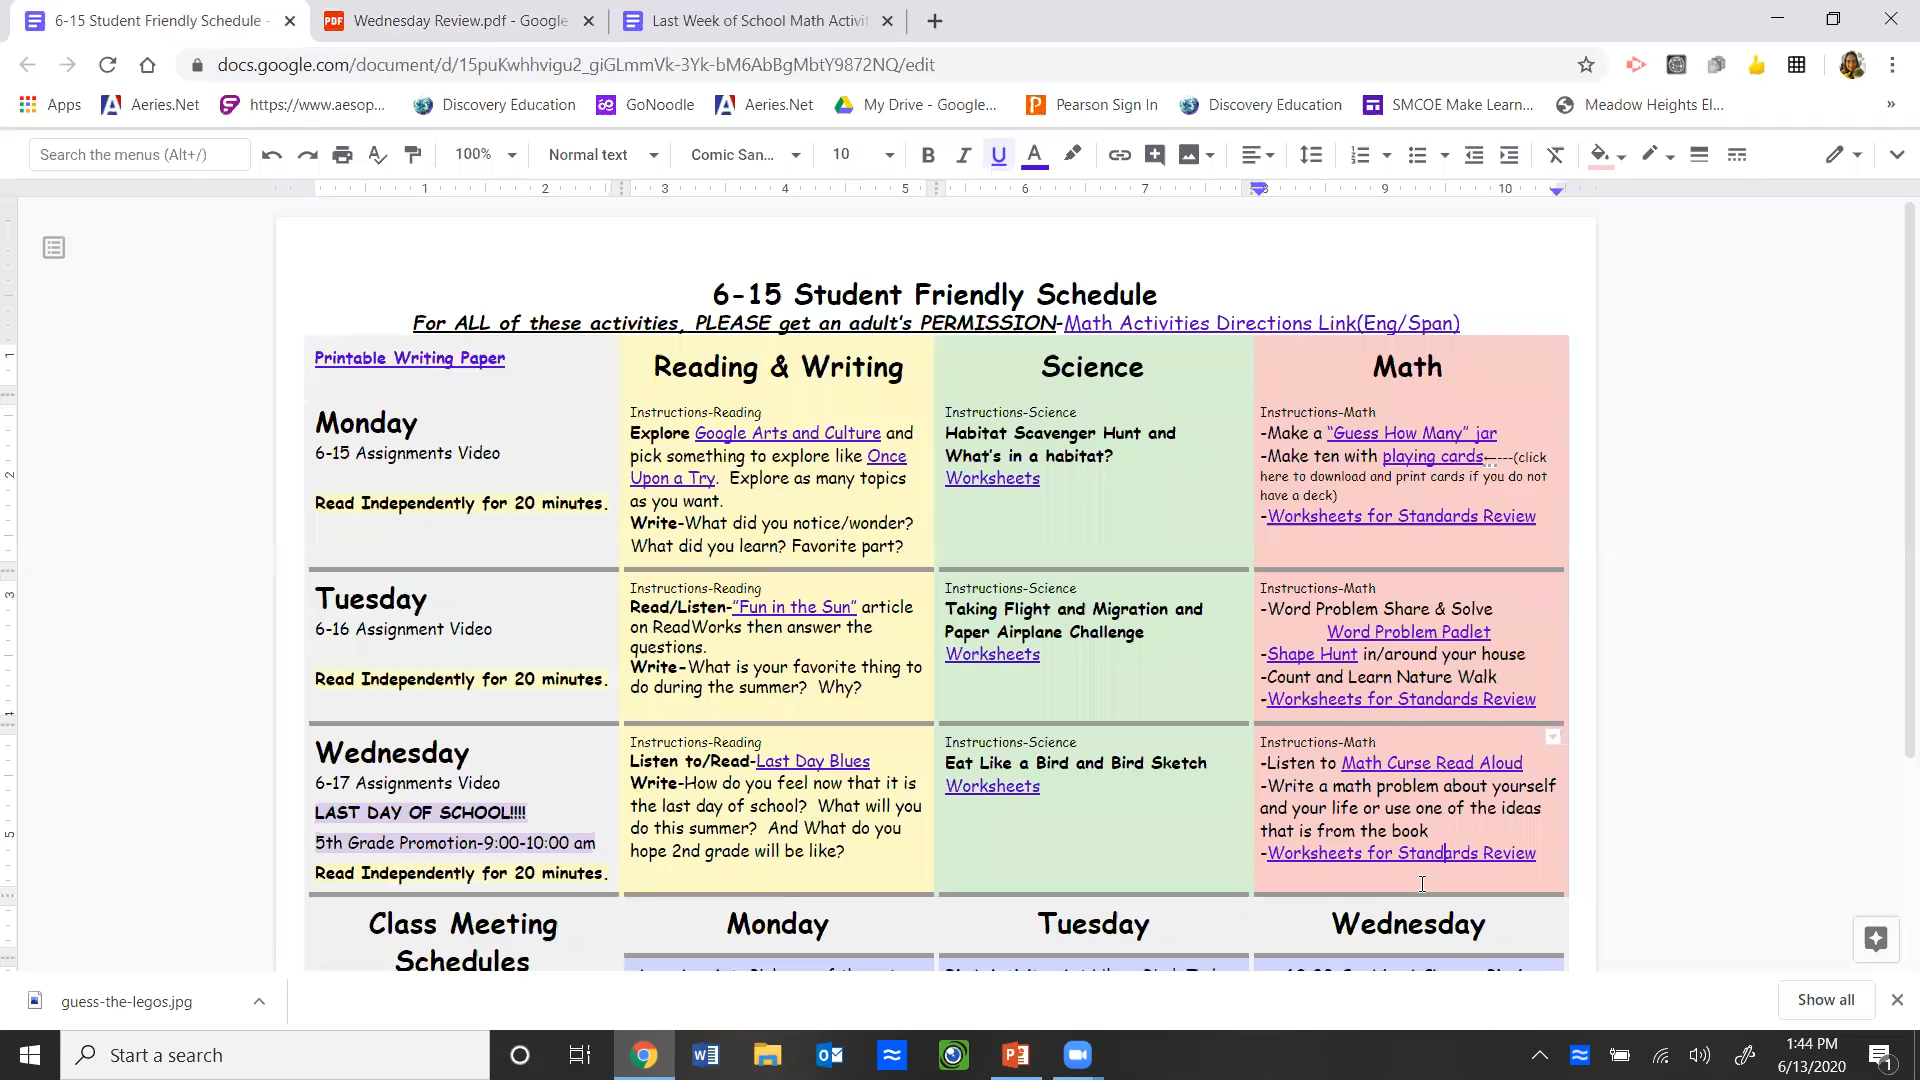 6-15 Student Friendly Schedule -
Wednesday Review.pdf - Google
Last Week of School Math Activit
docs.google.com/document/d/15puKwhhvigu2_giGLmmVk-3Yk-bM6AbBgMbtY9872NQ/edit
Apps
Aeries.Net
https://www.aesop...
Discovery Education
GoNoodle
Aeries.Net
My Drive - Google...
Pearson Sign In
Discovery Education
SMCOE Make Learn...
Meadow Heights El...
»
Search the menus (Alt+/)
100%
Normal text
Comic San...
10
6-15 Student Friendly Schedule
For ALL of these activities, PLEASE get an adult's PERMISSION-Math Activities Directions Link(Eng/Span)
Printable Writing Paper
Reading & Writing
Science
Math
Monday
6-15 Assignments Video
Read Independently for 20 minutes.
Instructions-Reading
Explore Google Arts and Culture and
pick something to explore like Once
Upon a Try. Explore as many topics
as you want.
Write-What did you notice/wonder?
What did you learn? Favorite part?
Instructions-Science
Habitat Scavenger Hunt and
What's in a habitat?
Worksheets
Instructions-Math
-Make a "Guess How Many" jar
-Make ten with playing cards←---(click
here to download and print cards if you do not
have a deck)
-Worksheets for Standards Review
Tuesday
6-16 Assignment Video
Read Independently for 20 minutes.
Instructions-Reading
Read/Listen-"Fun in the Sun" article
on ReadWorks then answer the
questions.
Write-What is your favorite thing to
do during the summer? Why?
Instructions-Science
Taking Flight and Migration and
Paper Airplane Challenge
Worksheets
Instructions-Math
-Word Problem Share & Solve
Word Problem Padlet
-Shape Hunt in/around your house
-Count and Learn Nature Walk
-Worksheets for Standards Review
Wednesday
6-17 Assignments Video
LAST DAY OF SCHOOL!!!!
5th Grade Promotion-9:00-10:00 am
Read Independently for 20 minutes.
Instructions-Reading
Listen to/Read-Last Day Blues
Write-How do you feel now that it is
the last day of school? What will you
do this summer? And What do you
hope 2nd grade will be like?
Instructions-Science
Eat Like a Bird and Bird Sketch
Worksheets
Instructions-Math
-Listen to Math Curse Read Aloud
-Write a math problem about yourself
and your life or use one of the ideas
that is from the book
-Worksheets for Standards Review
Class Meeting
Schedules
Monday
Tuesday
Wednesday
guess-the-legos.jpg
Show all
Start a search
1:44 PM
6/13/2020
1